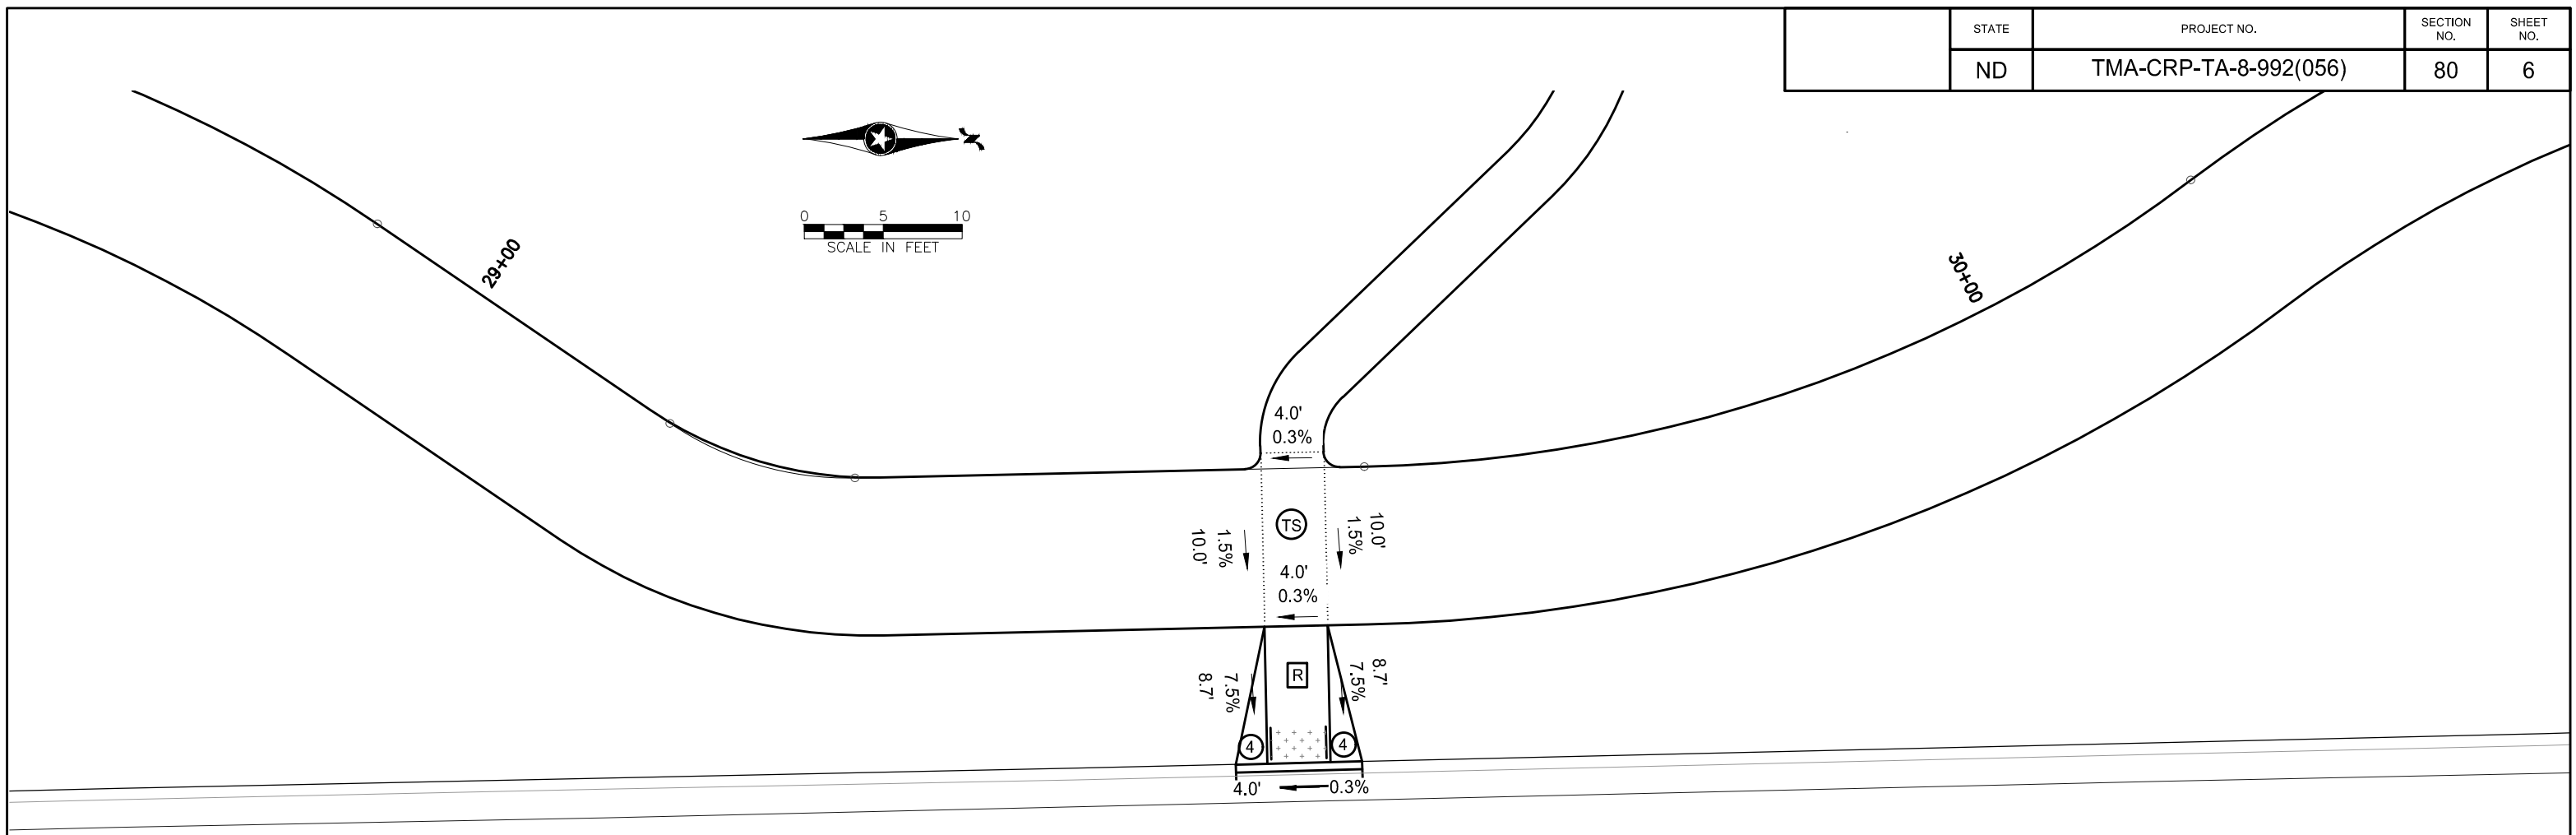 STATE
PROJECT NO.
SECTION NO.
SHEET NO.
ND
TMA-CRP-TA-8-992(056)
80
6
N
0 5 10
SCALE IN FEET
29+00
30+00
4.0'
0.3%
TS
10.0'
1.5%
1.5%
10.0'
4.0'
0.3%
R
8.7'
7.5%
7.5%
8.7'
4
4
4.0'
0.3%